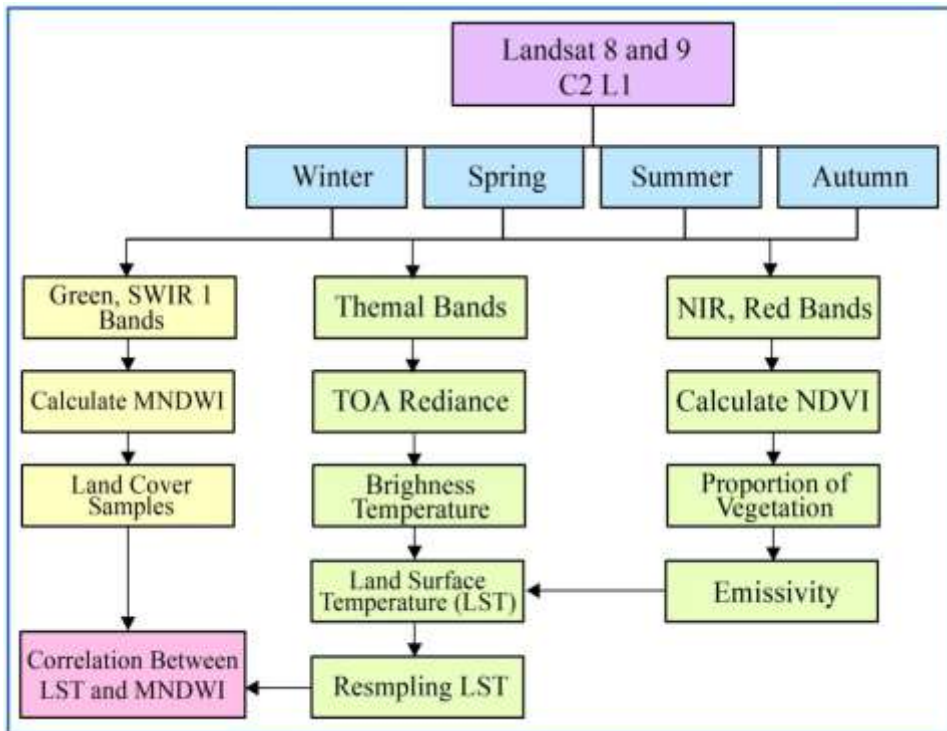 Landsat 8 and 9
C2 L1
Winter
Spring
Summer
Autumn
Green, SWIR 1
Bands
Themal Bands
NIR, Red Bands
Calculate MNDWI
TOA Rediance
Calculate NDVI
Land Cover
Samples
Brighness
Temperature
Proportion of
Vegetation
Land Surface
Temperature (LST)
Emissivity
Correlation Between
LST and MNDWI
Resmpling LST